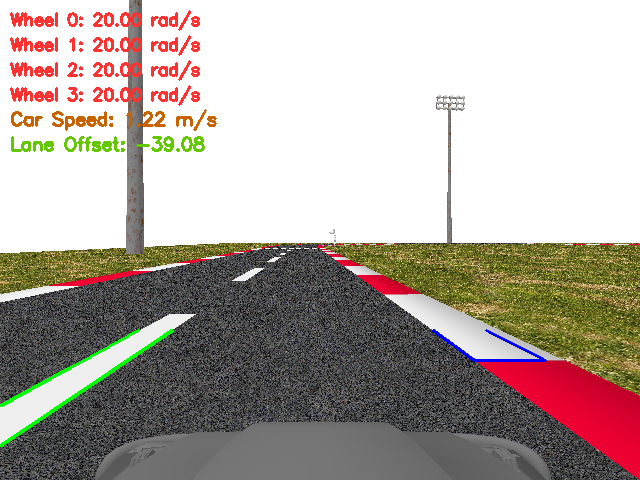 Wheel 0: 20.00 rad/s
Wheel 1: 20.00 rad/s
Wheel 2: 20.00 rad/s
Wheel 3: 20.00 rad/s
Car Speed: 1.22 m/s
Lane Offset: -39.08